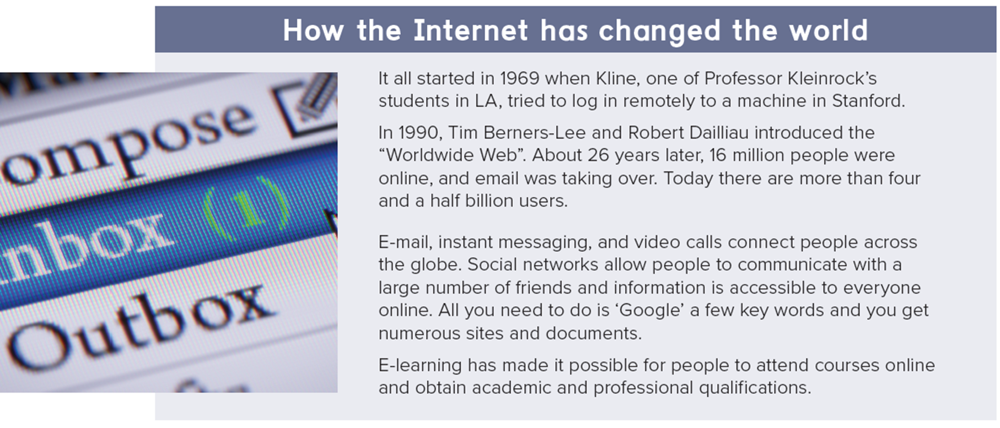 How the Internet has changed the world
It all started in 1969 when Kline, one of Professor Kleinrock's
students in LA, tried to log in remotely to a machine in Stanford.
In 1990, Tim Berners-Lee and Robert Dailliau introduced the
“Worldwide Web”. About 26 years later, 16 million people were
online, and email was taking over. Today there are more than four
and a half billion users.
E-mail, instant messaging, and video calls connect people across
the globe. Social networks allow people to communicate with a
large number of friends and information is accessible to everyone
online. All you need to do is ‘Google’ a few key words and you get
numerous sites and documents.
E-learning has made it possible for people to attend courses online
and obtain academic and professional qualifications.
ompose
nbox (1)
Outbox